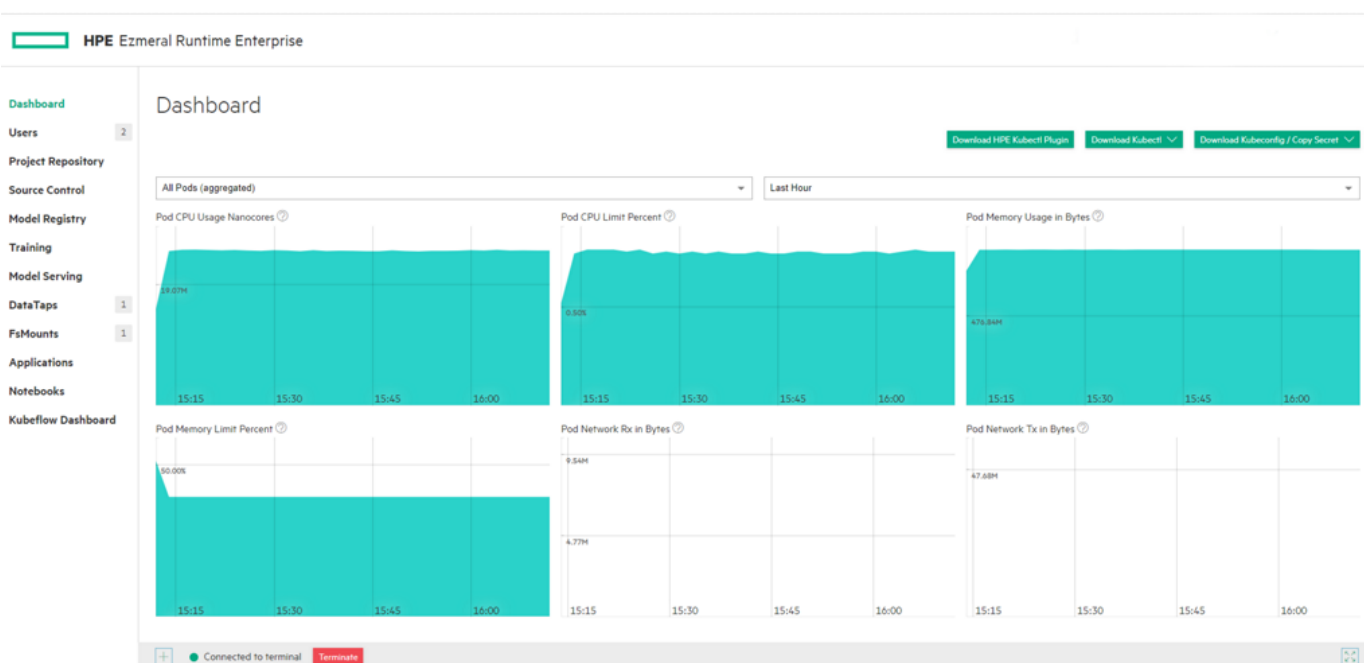 HPE Ezmeral Runtime Enterprise
Dashboard
Users 2
Project Repository
Source Control
Model Registry
Training
Model Serving
DataTaps 1
FsMounts 1
Applications
Notebooks
Kubeflow Dashboard
Dashboard
Download HPE Kubectl Plugin Download Kubectl Download Kubeconfig / Copy Secret
All Pods (aggregated) Last Hour
Pod CPU Usage Nanocores ?
19.07M
15:15 15:30 15:45 16:00
Pod CPU Limit Percent ?
0.50%
15:15 15:30 15:45 16:00
Pod Memory Usage in Bytes ?
476.84M
15:15 15:30 15:45 16:00
Pod Memory Limit Percent ?
50.00%
15:15 15:30 15:45 16:00
Pod Network Rx in Bytes ?
9.54M
4.77M
15:15 15:30 15:45 16:00
Pod Network Tx in Bytes ?
47.68M
15:15 15:30 15:45 16:00
+ Connected to terminal Terminate